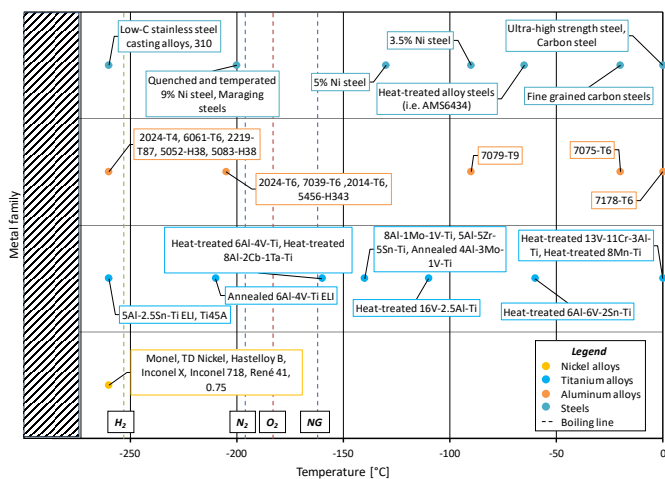 Low-C stainless steel
casting alloys, 310
3.5% Ni steel
Ultra-high strength steel,
Carbon steel
Quenched and temperated
9% Ni steel, Maraging
steels
5% Ni steel
Heat-treated alloy steels
(i.e. AMS6434)
Fine grained carbon steels
2024-T4, 6061-T6, 2219-
T87, 5052-H38, 5083-H38
2024-T6, 7039-T6 ,2014-T6,
5456-H343
7079-T9
7075-T6
7178-T6
Metal family
Heat-treated 6Al-4V-Ti, Heat-treated
8Al-2Cb-1Ta-Ti
8Al-1Mo-1V-Ti, 5Al-5Zr-
5Sn-Ti, Annealed 4Al-3Mo-
1V-Ti
Heat-treated 13V-11Cr-3Al-
Ti, Heat-treated 8Mn-Ti
Annealed 6Al-4V-Ti ELI
5Al-2.5Sn-Ti ELI, Ti45A
Heat-treated 16V-2.5Al-Ti
Heat-treated 6Al-6V-2Sn-Ti
Monel, TD Nickel, Hastelloy B,
Inconel X, Inconel 718, René 41,
0.75
Legend
Nickel alloys
Titanium alloys
Aluminum alloys
Steels
Boiling line
H₂
N₂
O₂
NG
-250
-200
-150
-100
-50
0
Temperature [°C]